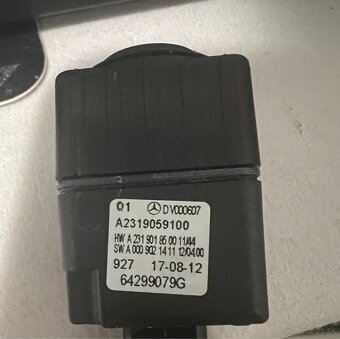 01 DV000607
A2319059100
HW A 231 901 85 00 11/44
SW A 000 902 14 11 12/04.00
927 17-08-12
64299079G